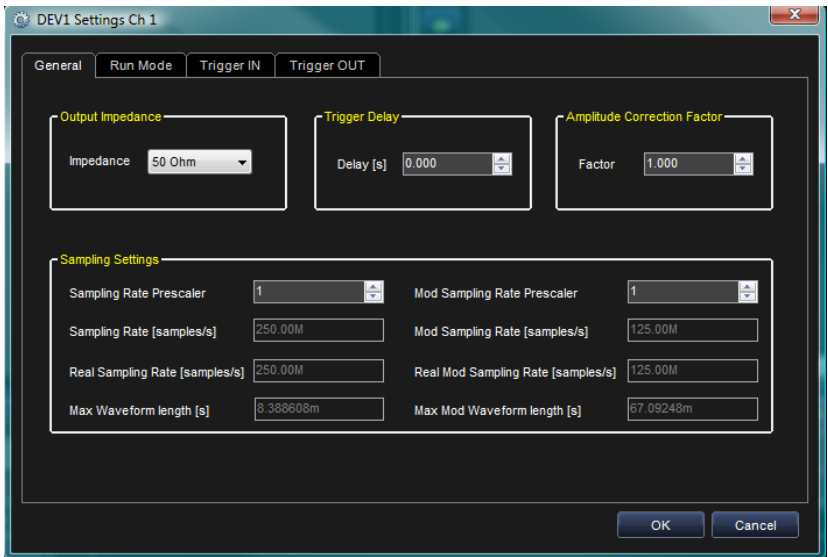 DEV1 Settings Ch 1
General Run Mode Trigger IN Trigger OUT
Output Impedance Trigger Delay Amplitude Correction Factor
Impedance 50 Ohm Delay [s] 0.000 Factor 1.000
Sampling Settings
Sampling Rate Prescaler 1 Mod Sampling Rate Prescaler 1
Sampling Rate [samples/s] 250.00M Mod Sampling Rate [samples/s] 125.00M
Real Sampling Rate [samples/s] 250.00M Real Mod Sampling Rate [samples/s] 125.00M
Max Waveform length [s] 8.388608m Max Mod Waveform length [s] 67.09248m
OK Cancel